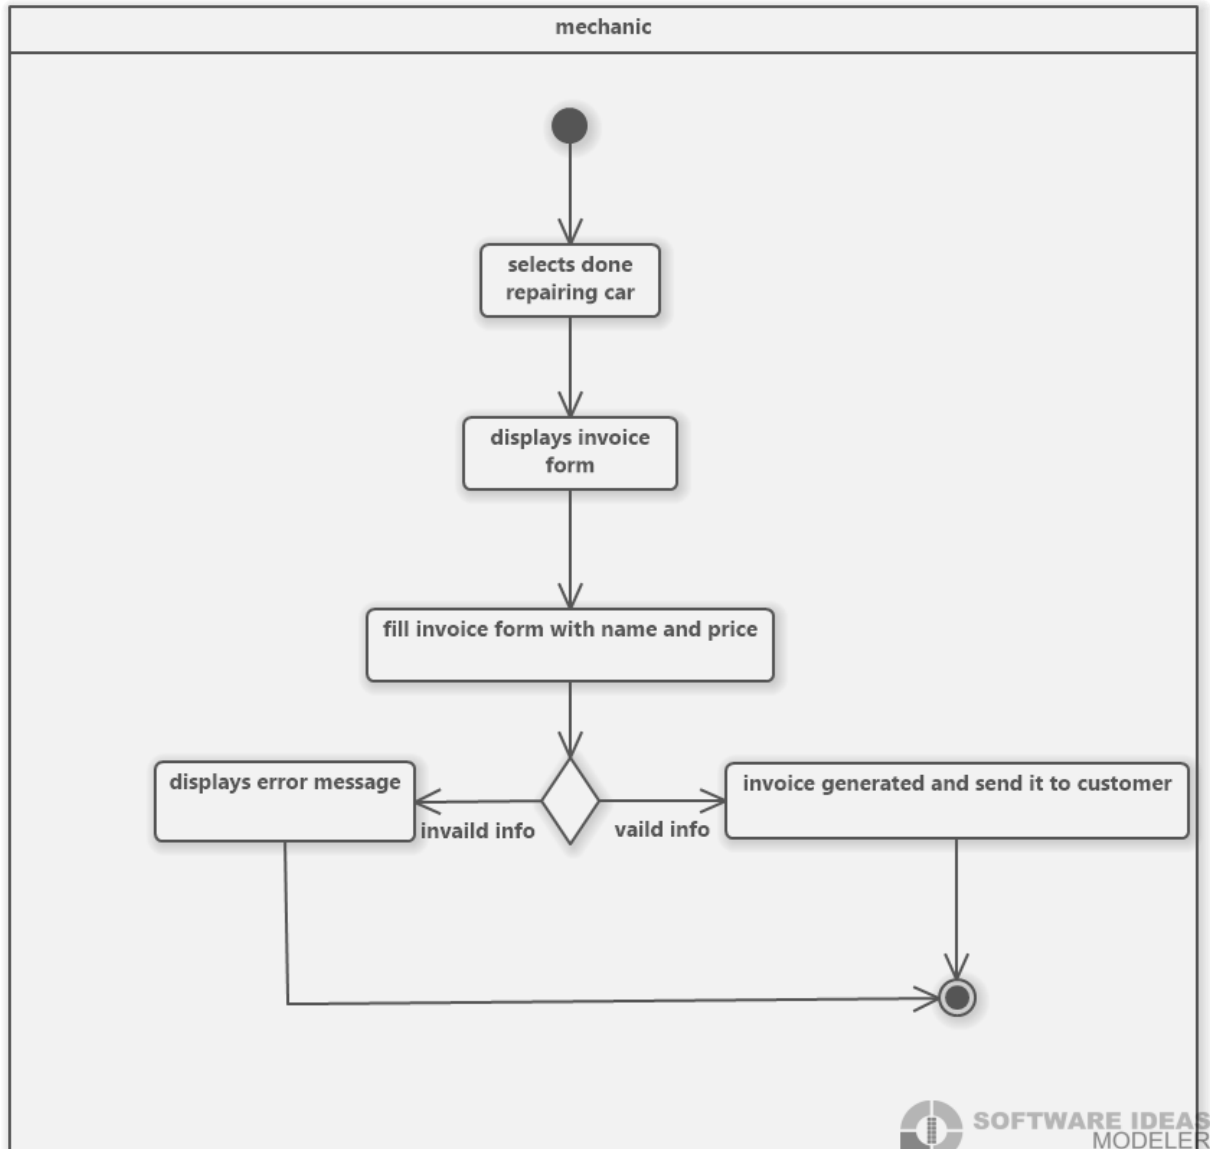 mechanic
selects done
repairing car
displays invoice
form
fill invoice form with name and price
displays error message
invoice generated and send it to customer
invaild info
vaild info
SOFTWARE IDEAS
MODELER